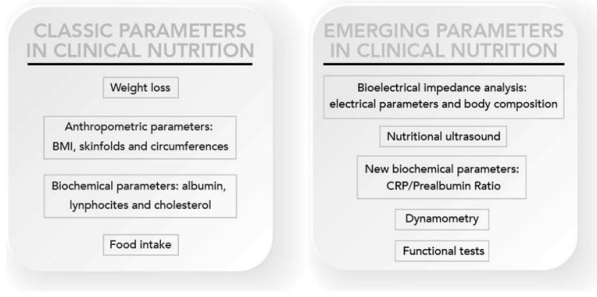 CLASSIC PARAMETERS
IN CLINICAL NUTRITION
Weight loss
Anthropometric parameters:
BMI, skinfolds and circumferences
Biochemical parameters: albumin,
lynphocites and cholesterol
Food intake
EMERGING PARAMETERS
IN CLINICAL NUTRITION
Bioelectrical impedance analysis:
electrical parameters and body composition
Nutritional ultrasound
New biochemical parameters:
CRP/Prealbumin Ratio
Dynamometry
Functional tests